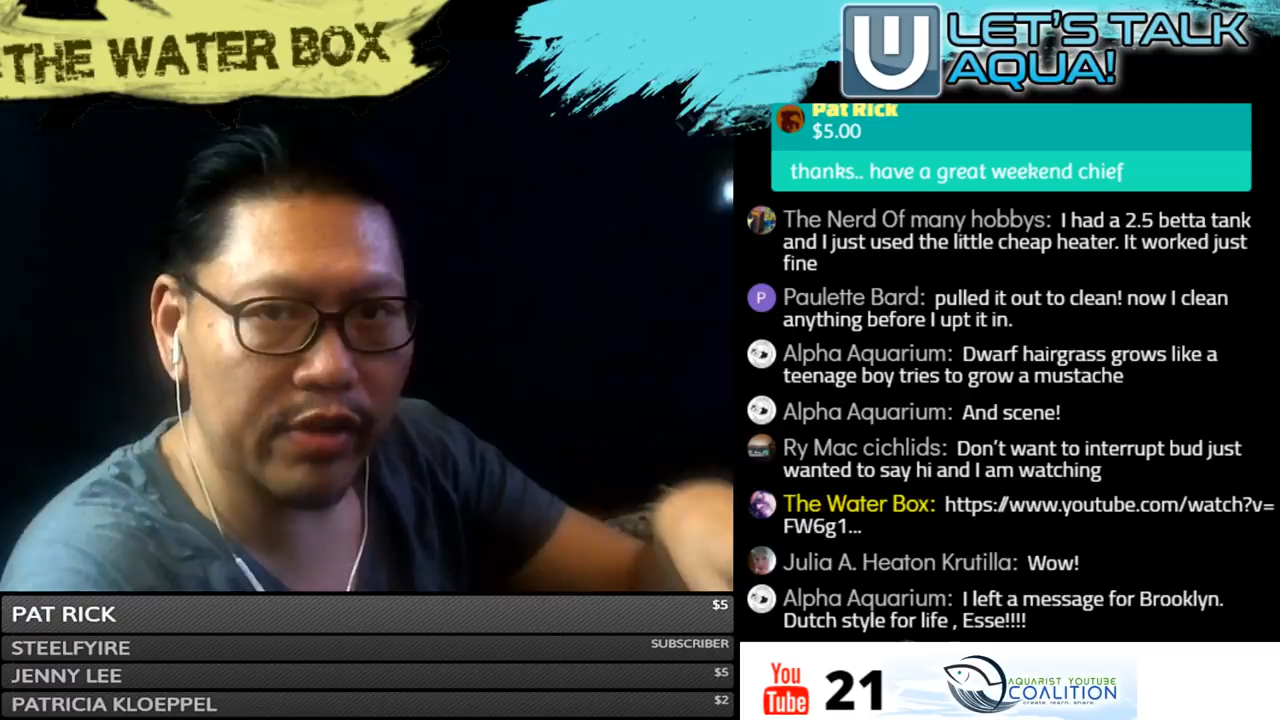 THE WATER BOX
LET'S TALK
AQUA!
Pat Rick
$5.00
thanks.. have a great weekend chief
The Nerd Of many hobbys: I had a 2.5 betta tank
and I just used the little cheap heater. It worked just
fine
P
Paulette Bard: pulled it out to clean! now I clean
anything before I upt it in.
Alpha Aquarium: Dwarf hairgrass grows like a
teenage boy tries to grow a mustache
Alpha Aquarium: And scene!
Ry Mac cichlids: Don't want to interrupt bud just
wanted to say hi and I am watching
The Water Box: https://www.youtube.com/watch?v=
FW6g1...
Julia A. Heaton Krutilla: Wow!
Alpha Aquarium: I left a message for Brooklyn.
Dutch style for life , Esse!!!!
PAT RICK $5
STEELFYIRE SUBSCRIBER
JENNY LEE $5
PATRICIA KLOEPPEL $2
You
Tube
21
AQUARIST YOUTUBE
COALITION
create. learn. share.